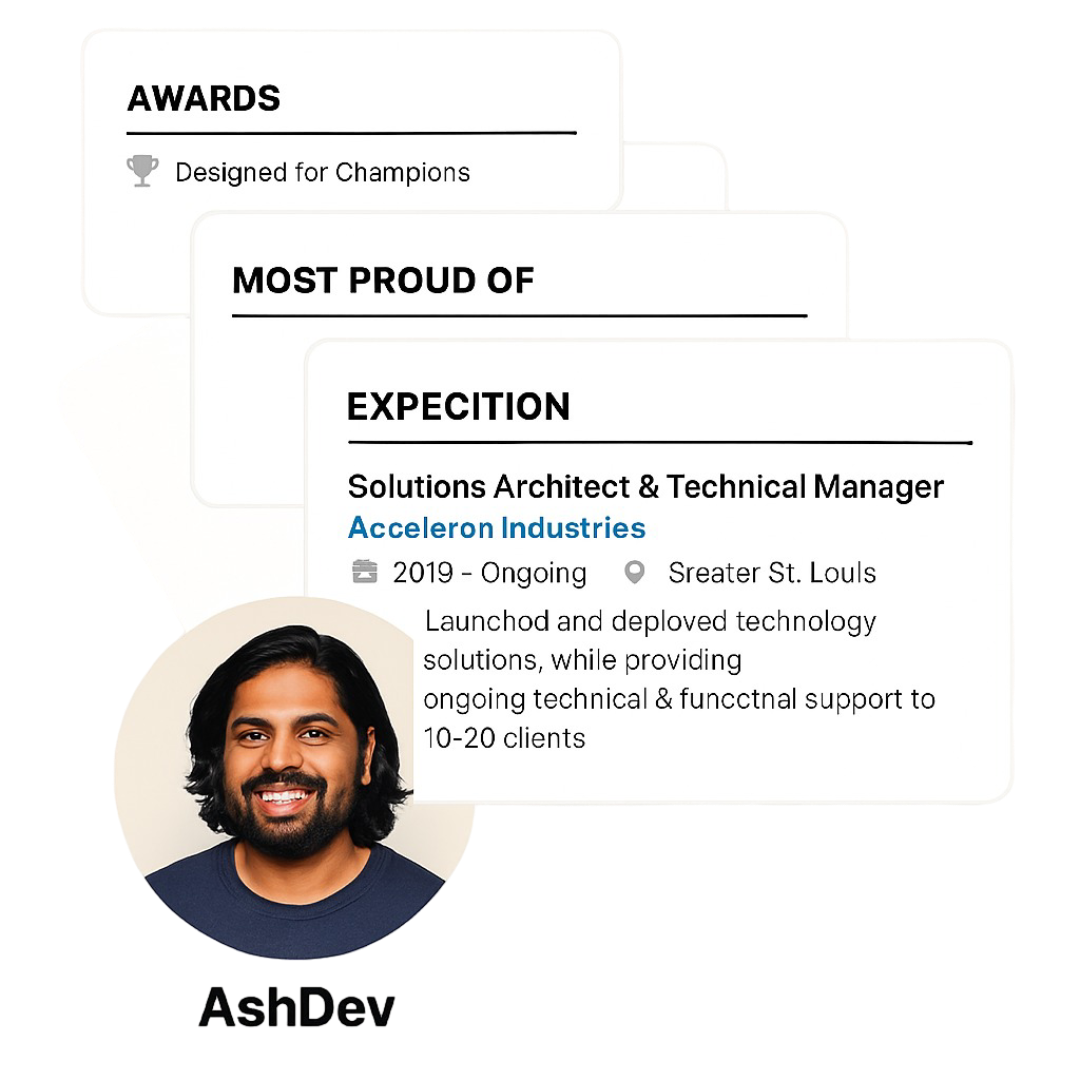 AWARDS
Designed for Champions
MOST PROUD OF
EXPECITION
Solutions Architect & Technical Manager
Acceleron Industries
2019 - Ongoing Sreater St. Louls
Launchod and deploved technology
solutions, while providing
ongoing technical & funcctnal support to
10-20 clients
AshDev